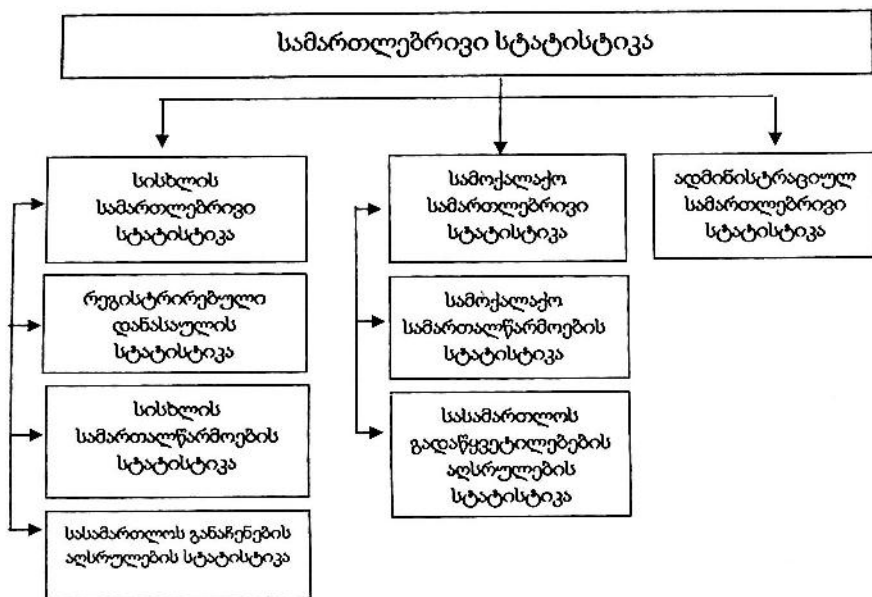 სამართლებრივი სტატისტიკა
სისხლის
სამართლებრივი
სტატისტიკა
რეგისტრირებული
დანასაულის
სტატისტიკა
სისხლის
სამართალწარმოების
სტატისტიკა
სასამართლოს განაჩენების
აღსრულების სტატისტიკა
სამოქალაქო
სამართლებრივი
სტატისტიკა
სამოქალაქო
სამართალწარმოების
სტატისტიკა
სასამართლოს
გადაწყვეტილებების
აღსრულების
სტატისტიკა
ადმინისტრაციულ
სამართლებრივი
სტატისტიკა